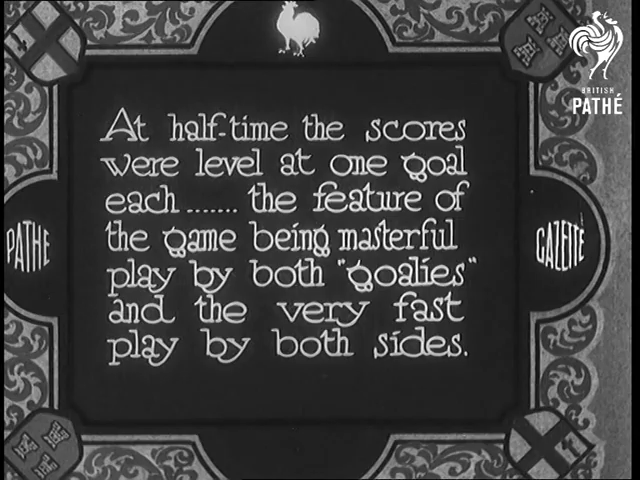 BRITISH
PATHÉ
At half-time the scores
were level at one goal
each ....... the feature of
the game being masterful
play by both "goalies"
and the very fast
play by both sides.
PATHE
GAZETTE